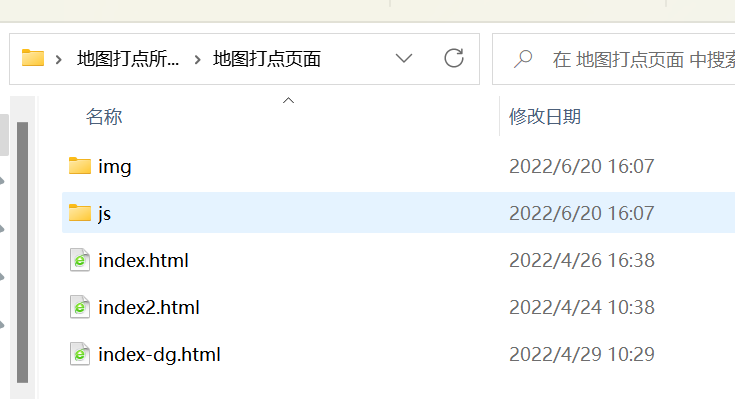 地图打点所... 地图打点页面 在 地图打点页面 中搜索
名称 修改日期
img 2022/6/20 16:07
js 2022/6/20 16:07
index.html 2022/4/26 16:38
index2.html 2022/4/24 10:38
index-dg.html 2022/4/29 10:29